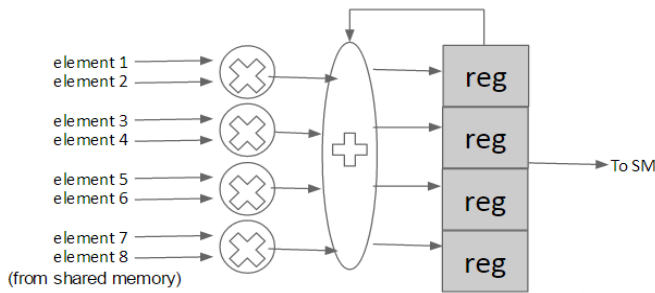 element 1
element 2
element 3
element 4
element 5
element 6
element 7
element 8
(from shared memory)
reg
reg
reg
reg
To SM